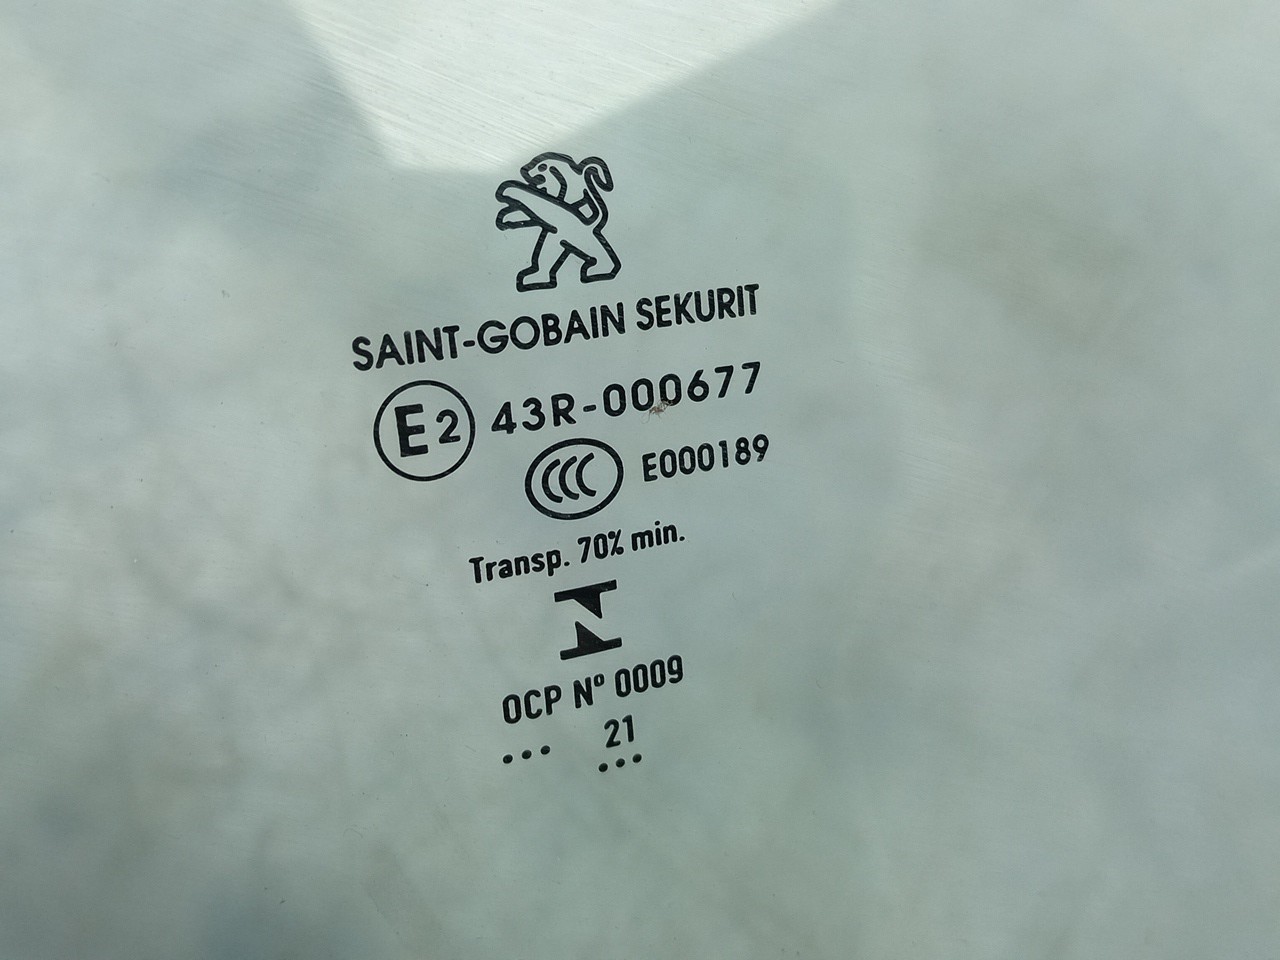 SAINT-GOBAIN SEKURIT
E2 43R-000677
CCC E000189
Transp. 70% min.
OCP Nº 0009
21